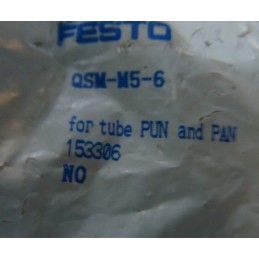 FESTO
QSM-M5-6
for tube PUN and PAN
153306
NO